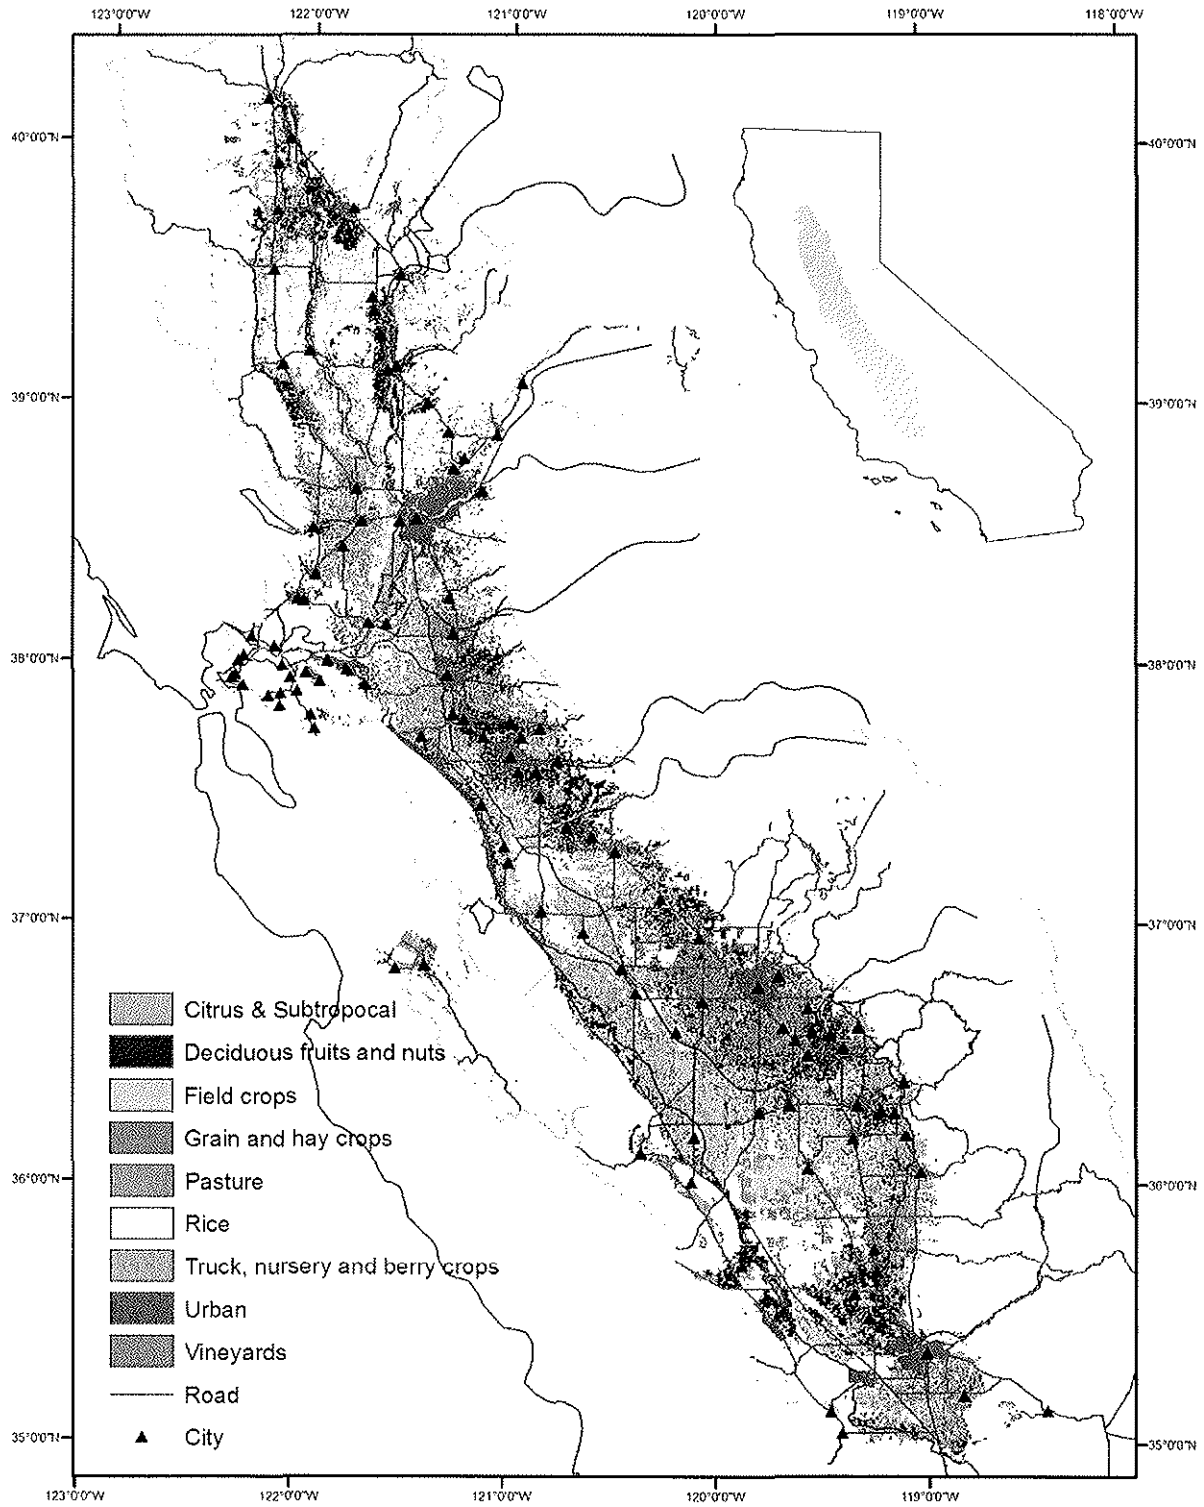 123°0'0"W 122°0'0"W 121°0'0"W 120°0'0"W 119°0'0"W 118°0'0"W
40°0'0"N 40°0'0"N
39°0'0"N 39°0'0"N
38°0'0"N 38°0'0"N
37°0'0"N 37°0'0"N
Citrus & Subtropocal
Deciduous fruits and nuts
Field crops
Grain and hay crops
Pasture
36°0'0"N 36°0'0"N
Rice
Truck, nursery and berry crops
Urban
Vineyards
Road
City
35°0'0"N 35°0'0"N
123°0'0"W 122°0'0"W 121°0'0"W 120°0'0"W 119°0'0"W